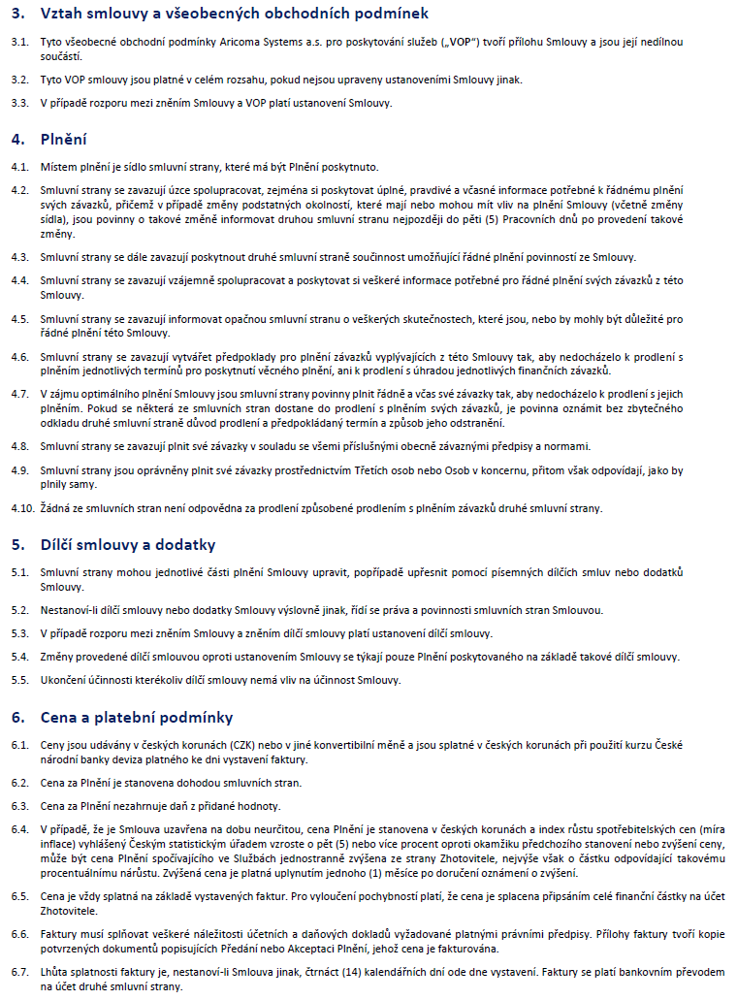 3. Vztah smlouvy a všeobecných obchodních podmínek
3.1. Tyto všeobecné obchodní podmínky Aricoma Systems a.s. pro poskytování služeb („VOP“) tvoří přílohu Smlouvy a jsou její nedílnou
součástí.
3.2. Tyto VOP smlouvy jsou platné v celém rozsahu, pokud nejsou upraveny ustanoveními Smlouvy jinak.
3.3. V případě rozporu mezi zněním Smlouvy a VOP platí ustanovení Smlouvy.
4. Plnění
4.1. Místem plnění je sídlo smluvní strany, které má být Plnění poskytnuto.
4.2. Smluvní strany se zavazují úzce spolupracovat, zejména si poskytovat úplné, pravdivé a včasné informace potřebné k řádnému plnění
svých závazků, přičemž v případě změny podstatných okolností, které mají nebo mohou mít vliv na plnění Smlouvy (včetně změny
sídla), jsou povinny o takové změně informovat druhou smluvní stranu nejpozději do pěti (5) Pracovních dnů po provedení takové
změny.
4.3. Smluvní strany se dále zavazují poskytnout druhé smluvní straně součinnost umožňující řádné plnění povinností ze Smlouvy.
4.4. Smluvní strany se zavazují vzájemně spolupracovat a poskytovat si veškeré informace potřebné pro řádné plnění svých závazků z této
Smlouvy.
4.5. Smluvní strany se zavazují informovat opačnou smluvní stranu o veškerých skutečnostech, které jsou, nebo by mohly být důležité pro
řádné plnění této Smlouvy.
4.6. Smluvní strany se zavazují vytvářet předpoklady pro plnění závazků vyplývajících z této Smlouvy tak, aby nedocházelo k prodlení s
plněním jednotlivých termínů pro poskytnutí věcného plnění, ani k prodlení s úhradou jednotlivých finančních závazků.
4.7. V zájmu optimálního plnění Smlouvy jsou smluvní strany povinny plnit řádně a včas své závazky tak, aby nedocházelo k prodlení s jejich
plněním. Pokud se některá ze smluvních stran dostane do prodlení s plněním svých závazků, je povinna oznámit bez zbytečného
odkladu druhé smluvní straně důvod prodlení a předpokládaný termín a způsob jeho odstranění.
4.8. Smluvní strany se zavazují plnit své závazky v souladu se všemi příslušnými obecně závaznými předpisy a normami.
4.9. Smluvní strany jsou oprávněny plnit své závazky prostřednictvím Třetích osob nebo Osob v koncernu, přitom však odpovídají, jako by
plnily samy.
4.10. Žádná ze smluvních stran není odpovědna za prodlení způsobené prodlením s plněním závazků druhé smluvní strany.
5. Dílčí smlouvy a dodatky
5.1. Smluvní strany mohou jednotlivé části plnění Smlouvy upravit, popřípadě upřesnit pomocí písemných dílčích smluv nebo dodatků
Smlouvy.
5.2. Nestanoví-li dílčí smlouvy nebo dodatky Smlouvy výslovně jinak, řídí se práva a povinnosti smluvních stran Smlouvou.
5.3. V případě rozporu mezi zněním Smlouvy a zněním dílčí smlouvy platí ustanovení dílčí smlouvy.
5.4. Změny provedené dílčí smlouvou oproti ustanovením Smlouvy se týkají pouze Plnění poskytovaného na základě takové dílčí smlouvy.
5.5. Ukončení účinnosti kterékoliv dílčí smlouvy nemá vliv na účinnost Smlouvy.
6. Cena a platební podmínky
6.1. Ceny jsou udávány v českých korunách (CZK) nebo v jiné konvertibilní měně a jsou splatné v českých korunách při použití kurzu České
národní banky deviza platného ke dni vystavení faktury.
6.2. Cena za Plnění je stanovena dohodou smluvních stran.
6.3. Cena za Plnění nezahrnuje daň z přidané hodnoty.
6.4. V případě, že je Smlouva uzavřena na dobu neurčitou, cena Plnění je stanovena v českých korunách a index růstu spotřebitelských cen (míra
inflace) vyhlášený Českým statistickým úřadem vzroste o pět (5) nebo více procent oproti okamžiku předchozího stanovení nebo zvýšení ceny,
může být cena Plnění spočívajícího ve Službách jednostranně zvýšena ze strany Zhotovitele, nejvýše však o částku odpovídající takovému
procentuálnímu nárůstu. Zvýšená cena je platná uplynutím jednoho (1) měsíce po doručení oznámení o zvýšení.
6.5. Cena je vždy splatná na základě vystavených faktur. Pro vyloučení pochybností platí, že cena je splacena připsáním celé finanční částky na účet
Zhotovitele.
6.6. Faktury musí splňovat veškeré náležitosti účetních a daňových dokladů vyžadované platnými právními předpisy. Přílohy faktury tvoří kopie
potvrzených dokumentů popisujících Předání nebo Akceptaci Plnění, jehož cena je fakturována.
6.7. Lhůta splatnosti faktury je, nestanoví-li Smlouva jinak, čtrnáct (14) kalendářních dní ode dne vystavení. Faktury se platí bankovním převodem
na účet druhé smluvní strany.